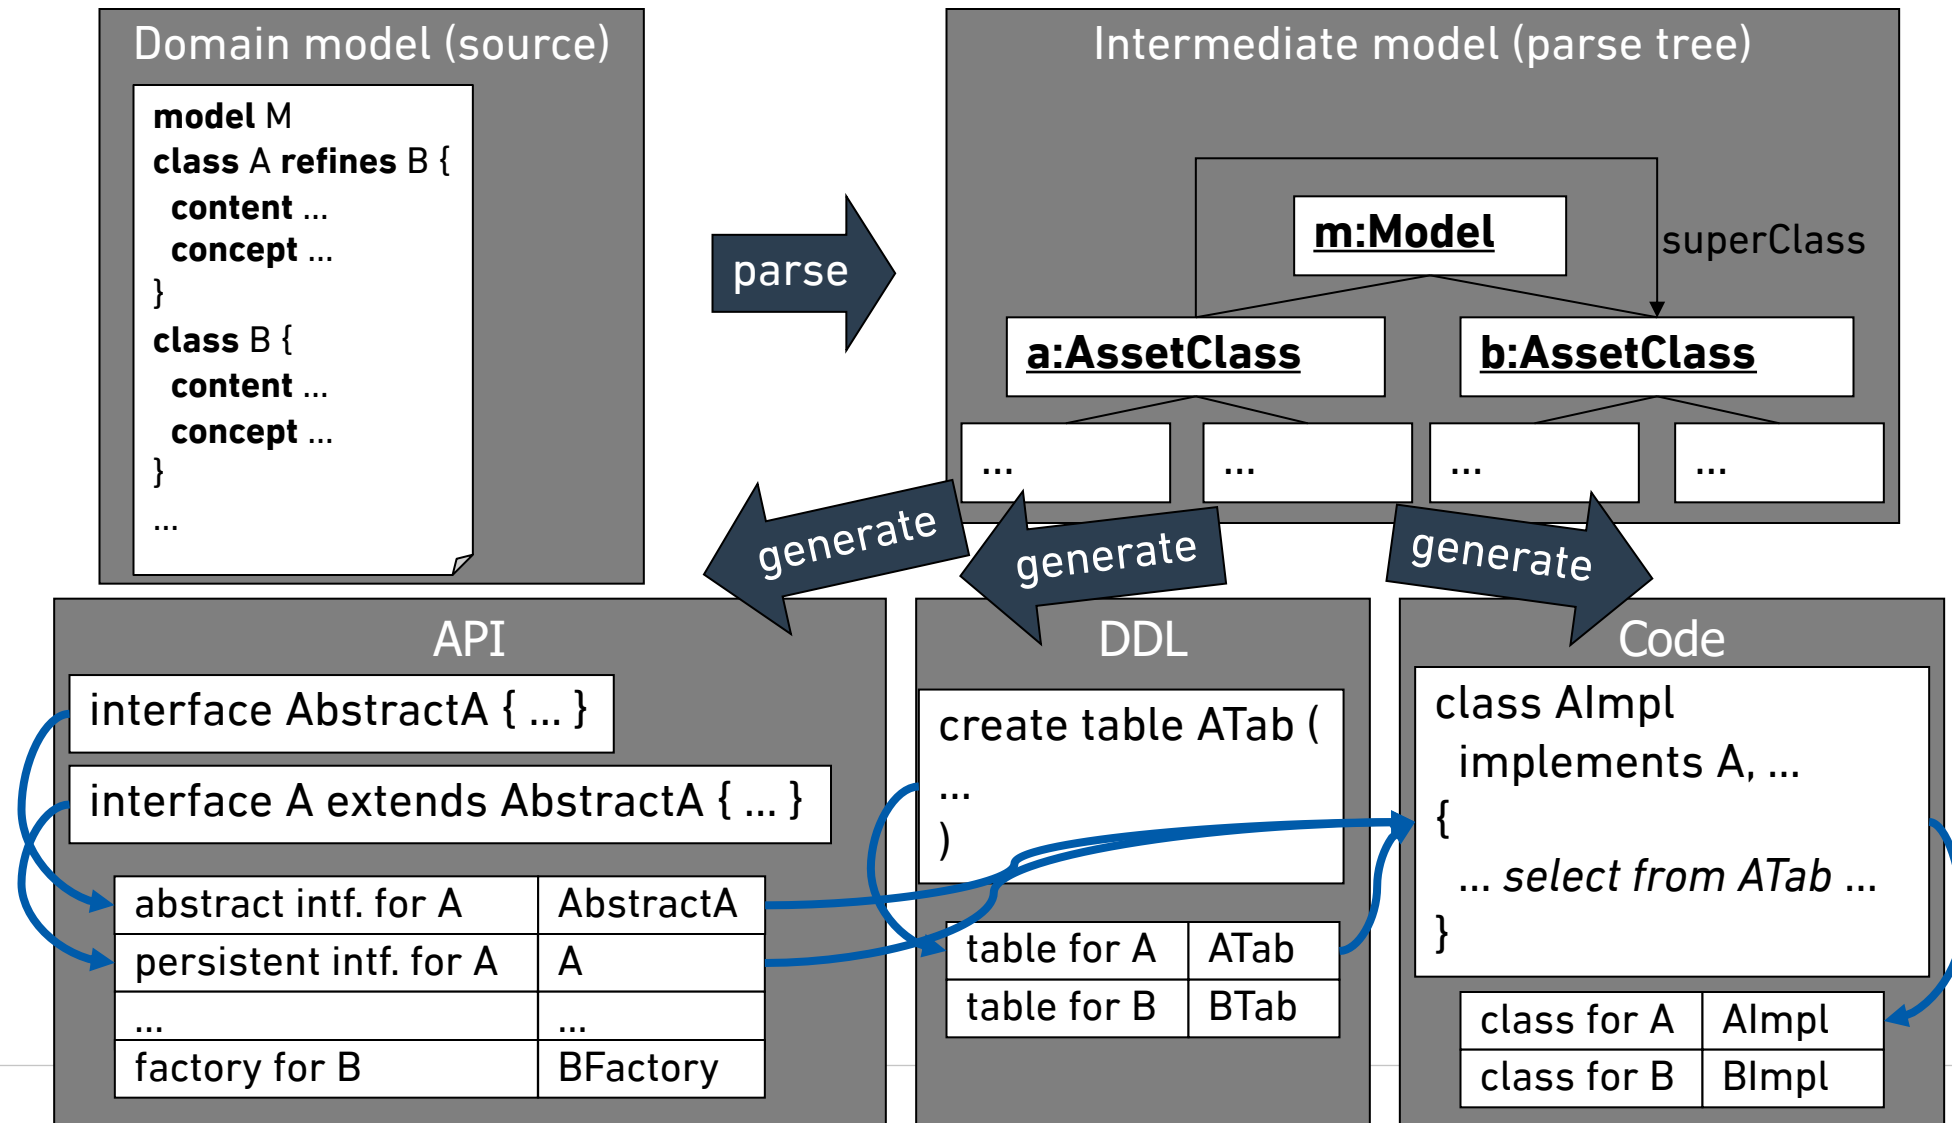 Domain model (source)
model M
class A refines B {
content ...
concept ...
}
class B {
content ...
concept ...
}
...
parse
Intermediate model (parse tree)
m:Model
superClass
a:AssetClass
b:AssetClass
...
...
...
...
generate
generate
generate
API
interface AbstractA { ... }
interface A extends AbstractA { ... }
abstract intf. for A AbstractA
persistent intf. for A A
... ...
factory for B BFactory
DDL
create table ATab (
...
)
table for A ATab
table for B BTab
Code
class AImpl
implements A, ...
{
... select from ATab ...
}
class for A AImpl
class for B BImpl